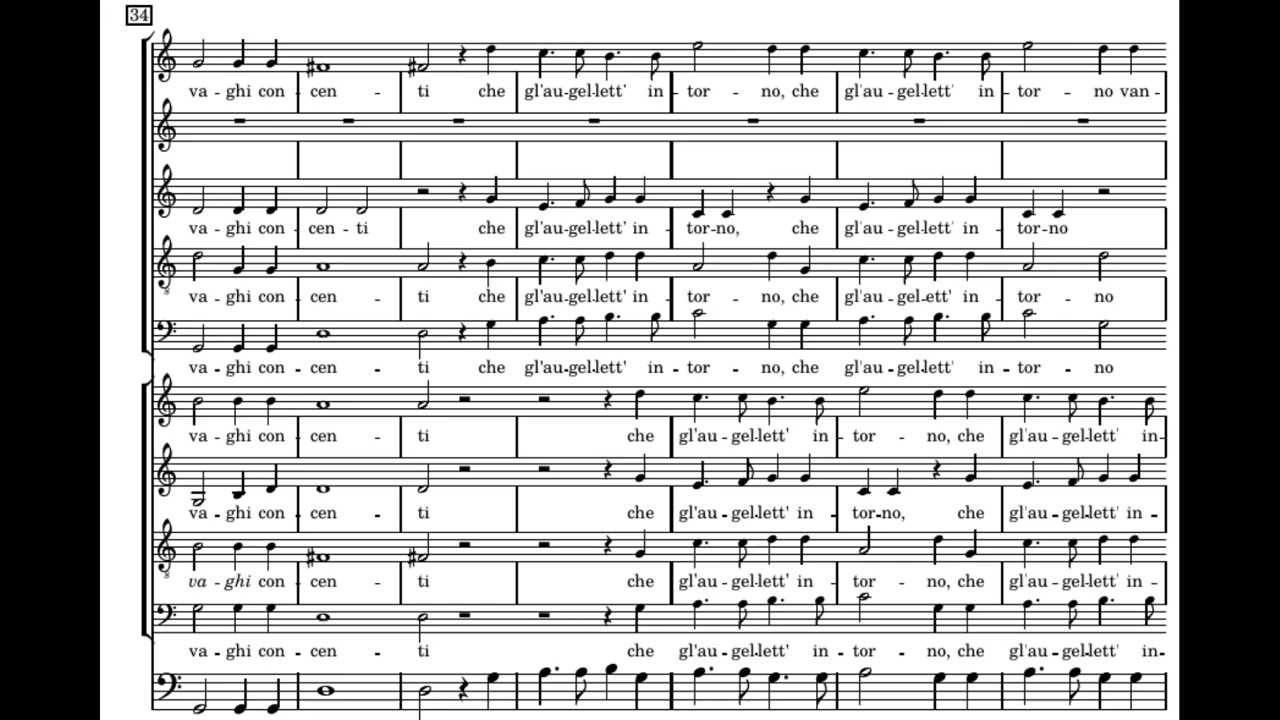 34
va - ghi con - cen - ti che gl'au - gel - lett' in - tor - no, che gl'au - gel - lett' in - tor - no van -
va - ghi con - cen - ti che gl'au - gel - lett' in - tor - no, che gl'au - gel - lett' in - tor - no
va - ghi con - cen - ti che gl'au - gel - lett' in - tor - no, che gl'au - gel - ett' in - tor - no
va - ghi con - cen - ti che gl'au - gel - lett' in - tor - no, che gl'au - gel - lett' in - tor - no
va - ghi con - cen - ti che gl'au - gel - lett' in - tor - no, che gl'au - gel - lett' in -
va - ghi con - cen - ti che gl'au - gel - lett' in - tor - no, che gl'au - gel - lett' in -
va - ghi con - cen - ti che gl'au - gel - lett' in - tor - no, che gl'au - gel - lett' in -
va - ghi con - cen - ti che gl'au - gel - lett' in - tor - no, che gl'au - gel - lett' in -